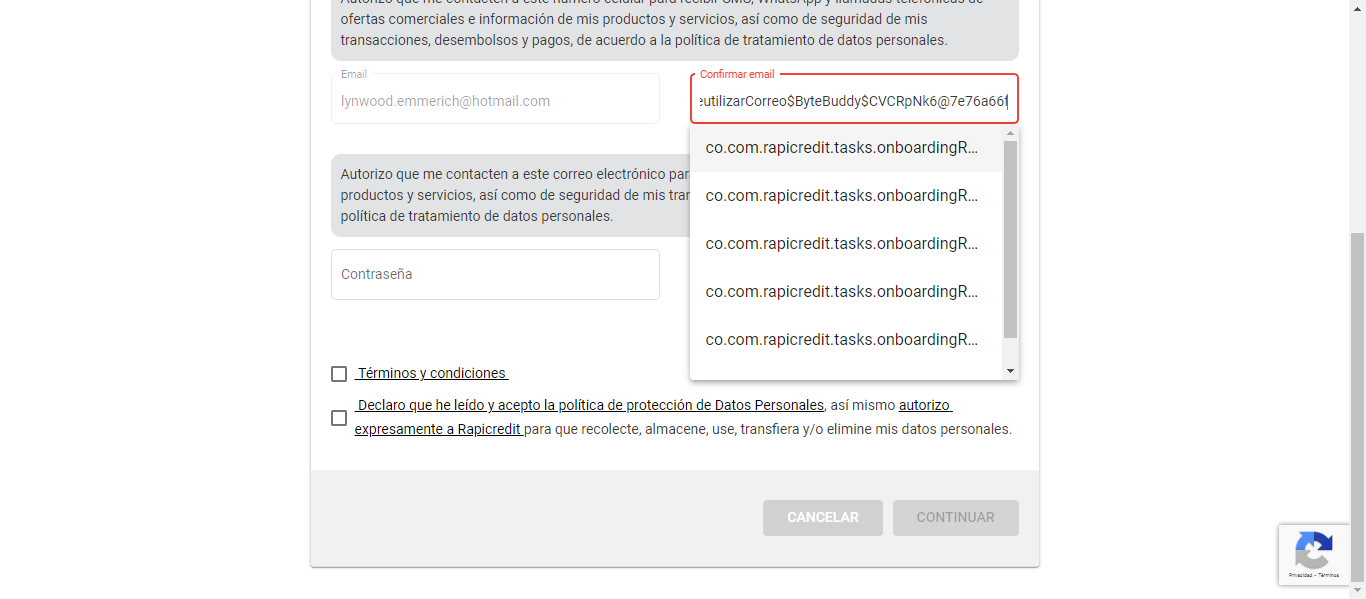 Autorizo que me contacten a este número celular para recibir SMS, WhatsApp y llamadas telefónicas de
ofertas comerciales e información de mis productos y servicios, así como de seguridad de mis
transacciones, desembolsos y pagos, de acuerdo a la política de tratamiento de datos personales.
Email
lynwood.emmerich@hotmail.com
Confirmar email
eutilizarCorreo$ByteBuddy$CVCRpNk6@7e76a66f
co.com.rapicredit.tasks.onboardingR...
co.com.rapicredit.tasks.onboardingR...
co.com.rapicredit.tasks.onboardingR...
co.com.rapicredit.tasks.onboardingR...
co.com.rapicredit.tasks.onboardingR...
Autorizo que me contacten a este correo electrónico par
productos y servicios, así como de seguridad de mis tran
política de tratamiento de datos personales.
Contraseña
Términos y condiciones
Declaro que he leído y acepto la política de protección de Datos Personales, así mismo autorizo
expresamente a Rapicredit para que recolecte, almacene, use, transfiera y/o elimine mis datos personales.
CANCELAR
CONTINUAR
Privacidad - Términos